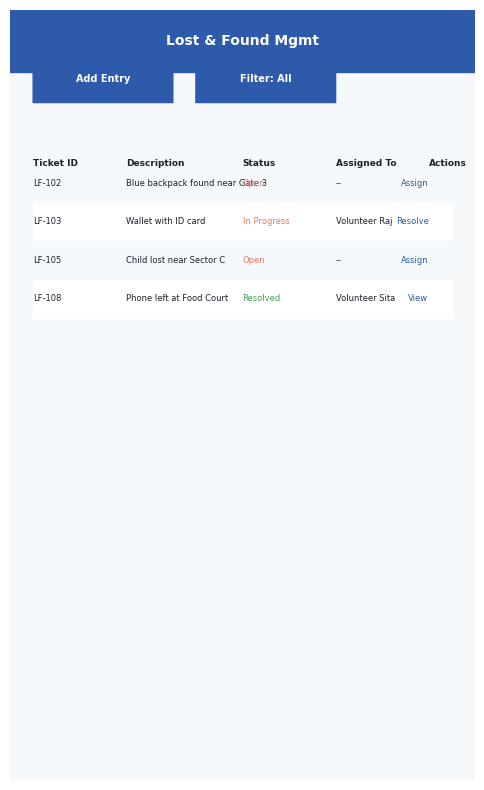 Lost & Found Mgmt
Add Entry Filter: All
Ticket ID Description Status Assigned To Actions
LF-102 Blue backpack found near Gate 3 Open -- Assign
LF-103 Wallet with ID card In Progress Volunteer Raj Resolve
LF-105 Child lost near Sector C Open -- Assign
LF-108 Phone left at Food Court Resolved Volunteer Sita View